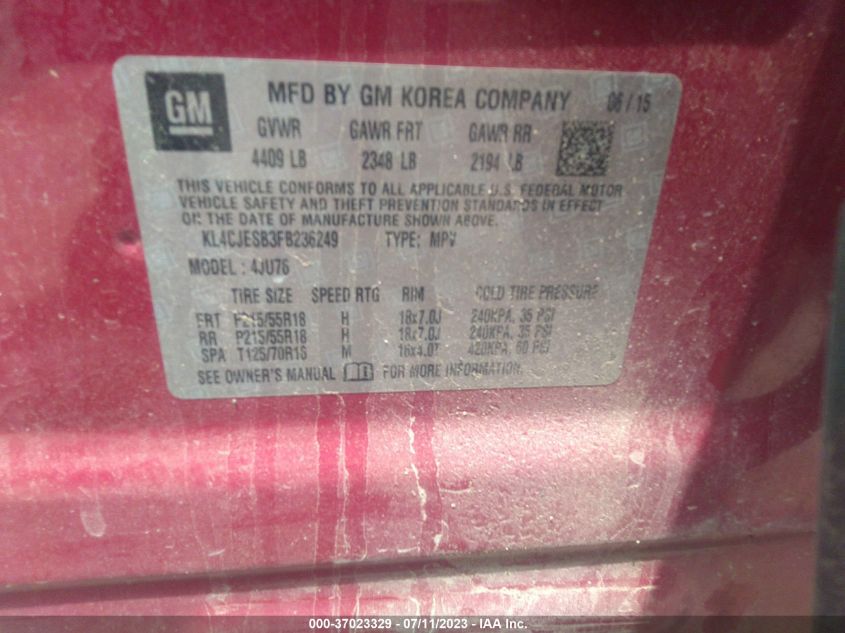 GM
MFD BY GM KOREA COMPANY 06/15
GVWR GAWR FRT GAWR RR
4409 LB 2348 LB 2194 LB
THIS VEHICLE CONFORMS TO ALL APPLICABLE U.S. FEDERAL MOTOR
VEHICLE SAFETY AND THEFT PREVENTION STANDARDS IN EFFECT
ON THE DATE OF MANUFACTURE SHOWN ABOVE.
KL4CJESB3FB236249 TYPE: MPV
MODEL: 4JU76
TIRE SIZE SPEED RTG RIM COLD TIRE PRESSURE
FRT P215/55R18 H 18x7.0J 240KPA, 35 PSI
RR P215/55R18 H 18x7.0J 240KPA, 35 PSI
SPA T125/70R16 M 16x4.0T 420KPA, 60 PSI
SEE OWNER'S MANUAL FOR MORE INFORMATION.
000-37023329 - 07/11/2023 - IAA Inc.